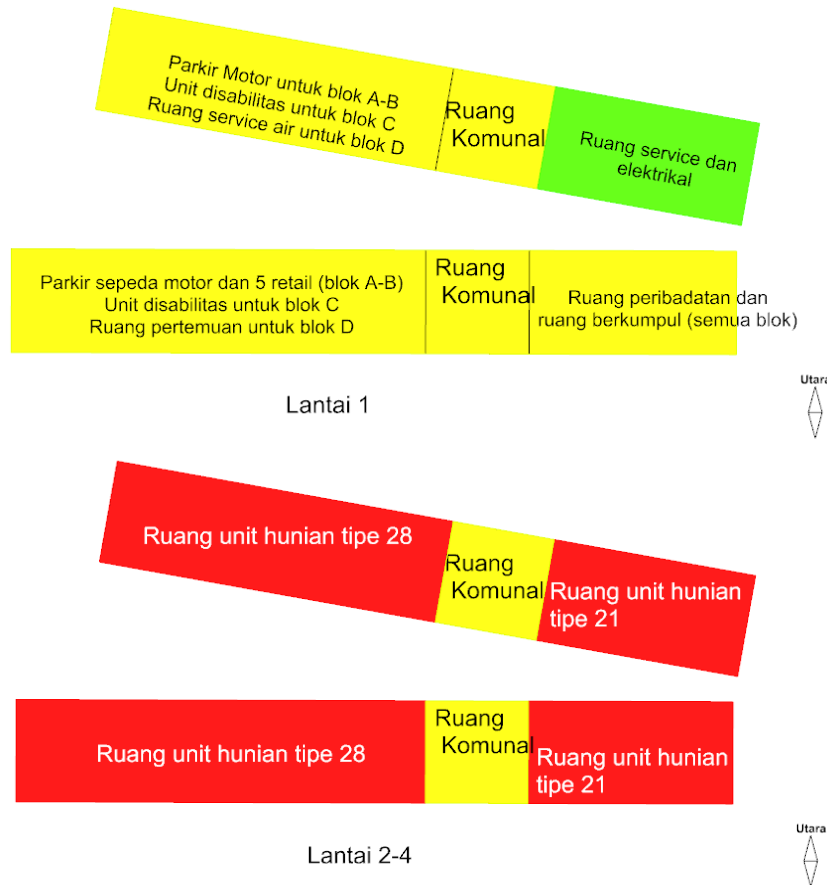 Parkir Motor untuk blok A-B
Unit disabilitas untuk blok C
Ruang service air untuk blok D
Ruang
Komunal
Ruang service dan
elektrikal
Parkir sepeda motor dan 5 retail (blok A-B)
Unit disabilitas untuk blok C
Ruang pertemuan untuk blok D
Ruang
Komunal
Ruang peribadatan dan
ruang berkumpul (semua blok)
Lantai 1
Utara
Ruang unit hunian tipe 28
Ruang
Komunal
Ruang unit hunian
tipe 21
Ruang unit hunian tipe 28
Ruang
Komunal
Ruang unit hunian
tipe 21
Lantai 2-4
Utara